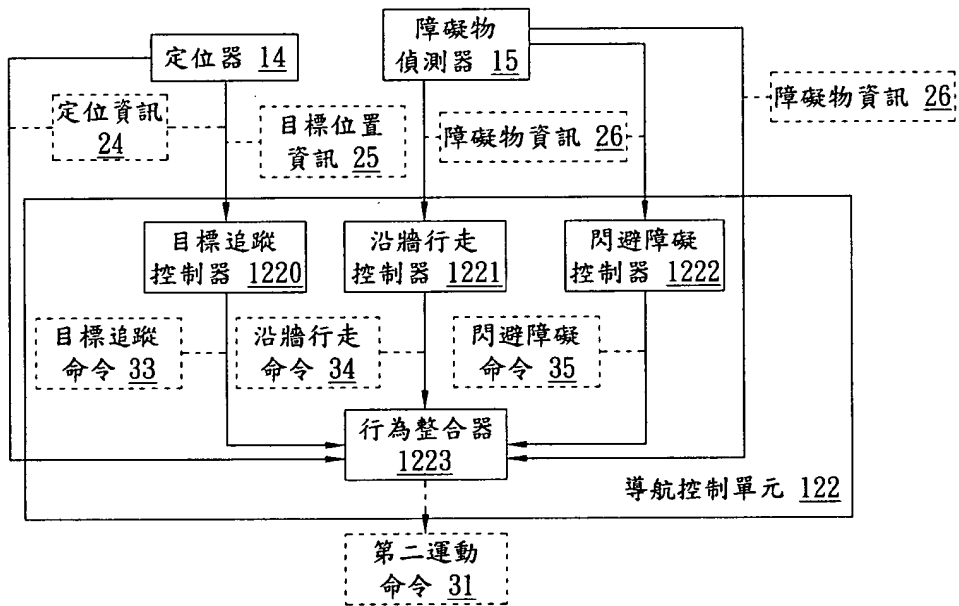 定位器 14
障礙物
偵測器 15
定位資訊
24
目標位置
資訊 25
障礙物資訊 26
障礙物資訊 26
目標追蹤
控制器 1220
沿牆行走
控制器 1221
閃避障礙
控制器 1222
目標追蹤
命令 33
沿牆行走
命令 34
閃避障礙
命令 35
行為整合器
1223
導航控制單元 122
第二運動
命令 31